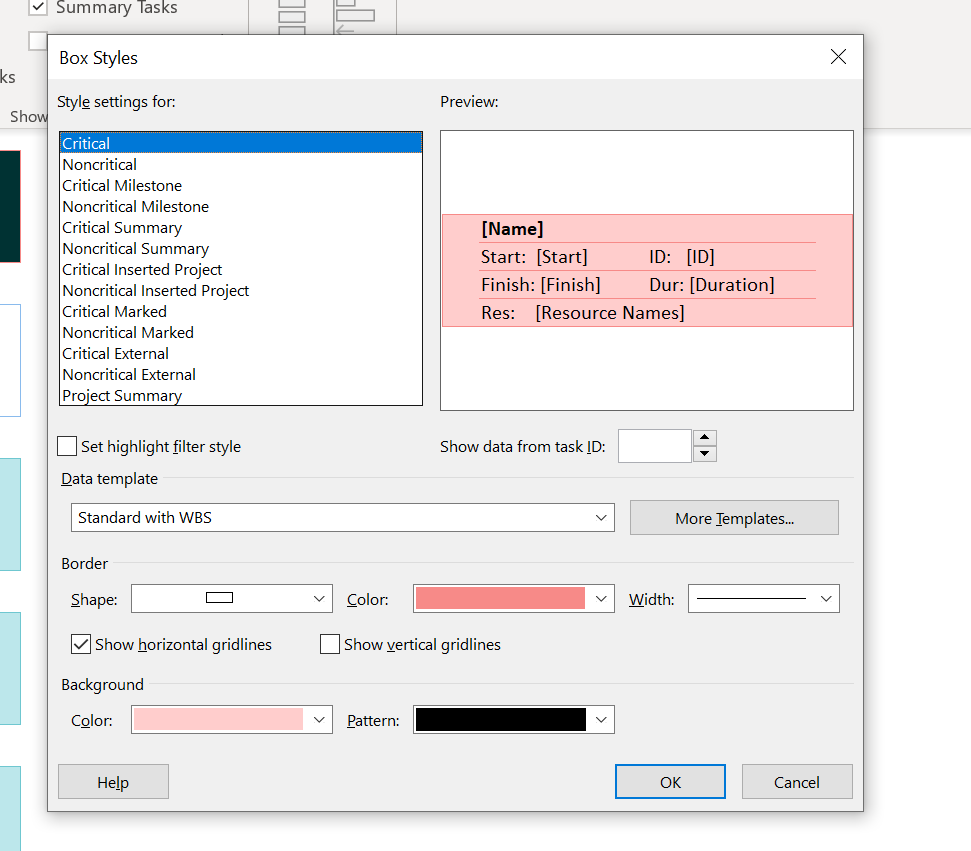 Summary Tasks
ks
Show
Box Styles
Style settings for:
Preview:
Critical
Noncritical
Critical Milestone
Noncritical Milestone
Critical Summary
Noncritical Summary
Critical Inserted Project
Noncritical Inserted Project
Critical Marked
Noncritical Marked
Critical External
Noncritical External
Project Summary
[Name]
Start: [Start] ID: [ID]
Finish: [Finish] Dur: [Duration]
Res: [Resource Names]
Set highlight filter style
Show data from task ID:
Data template
Standard with WBS
More Templates...
Border
Shape:
Color:
Width:
Show horizontal gridlines
Show vertical gridlines
Background
Color:
Pattern:
Help
OK
Cancel